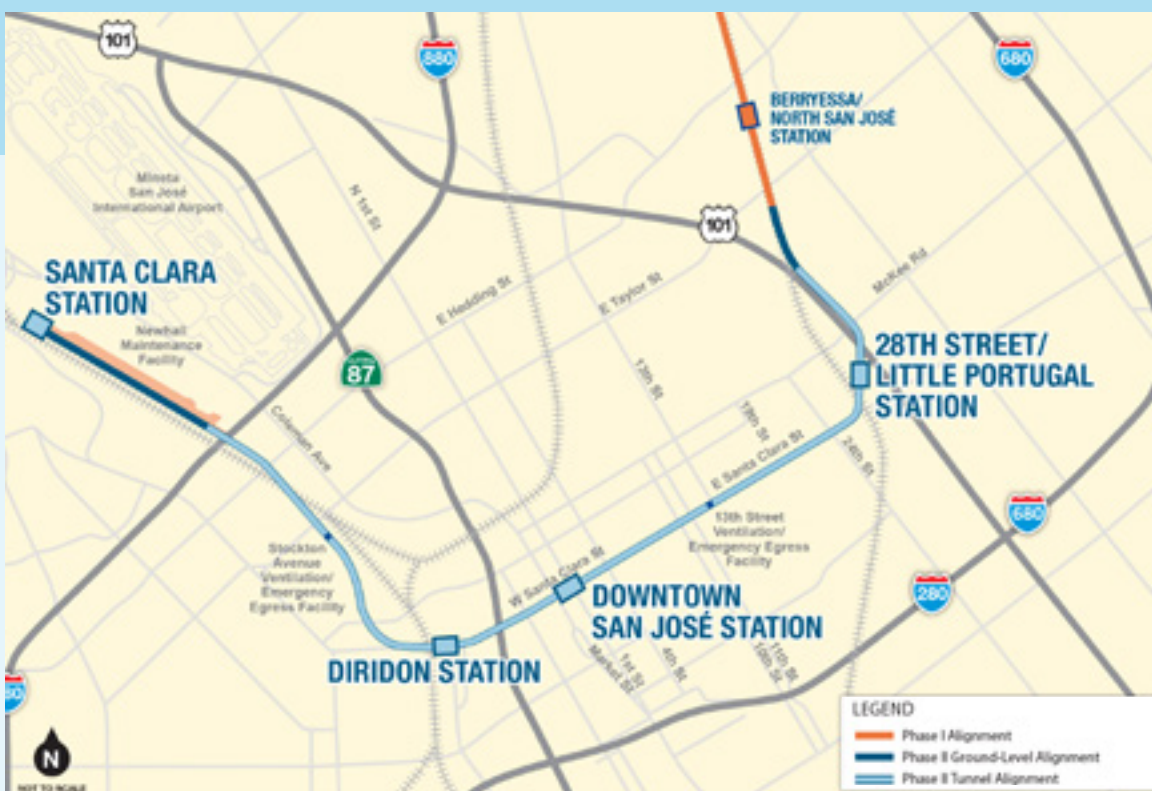 101
880
680
BERRYESSA/
NORTH SAN JOSÉ
STATION
Mineta
San José
International Airport
N 1st St
101
McKee Rd
SANTA CLARA
STATION
E Hedding St
E Taylor St
Newhall
Maintenance
Facility
87
28TH STREET/
LITTLE PORTUGAL
STATION
13th St
Coleman Ave
19th St
E Santa Clara St
24th St
680
13th Street
Ventilation/
Emergency Egress
Facility
Stockton
Avenue
Ventilation/
Emergency
Egress Facility
W Santa Clara St
280
DOWNTOWN
SAN JOSÉ STATION
DIRIDON STATION
Market St
1st St
4th St
10th St
11th St
N
NOT TO SCALE
LEGEND
Phase I Alignment
Phase II Ground-Level Alignment
Phase II Tunnel Alignment